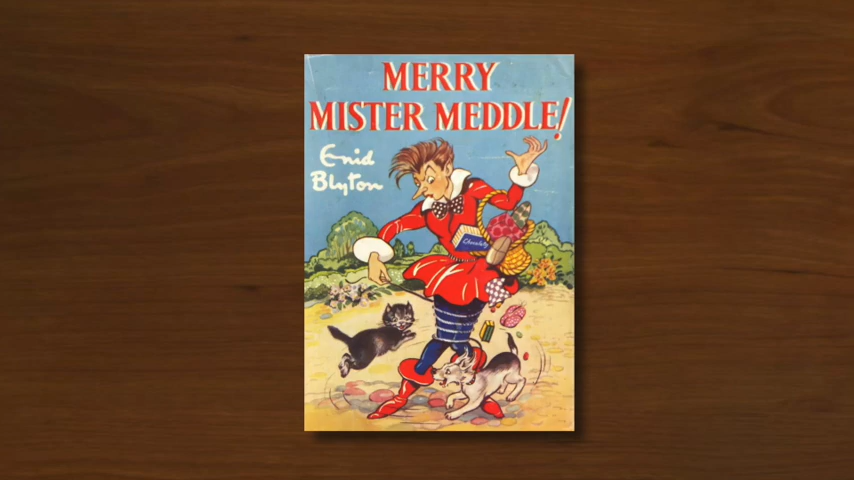 MERRY
MISTER MEDDLE!
Enid
Blyton
Chocolate